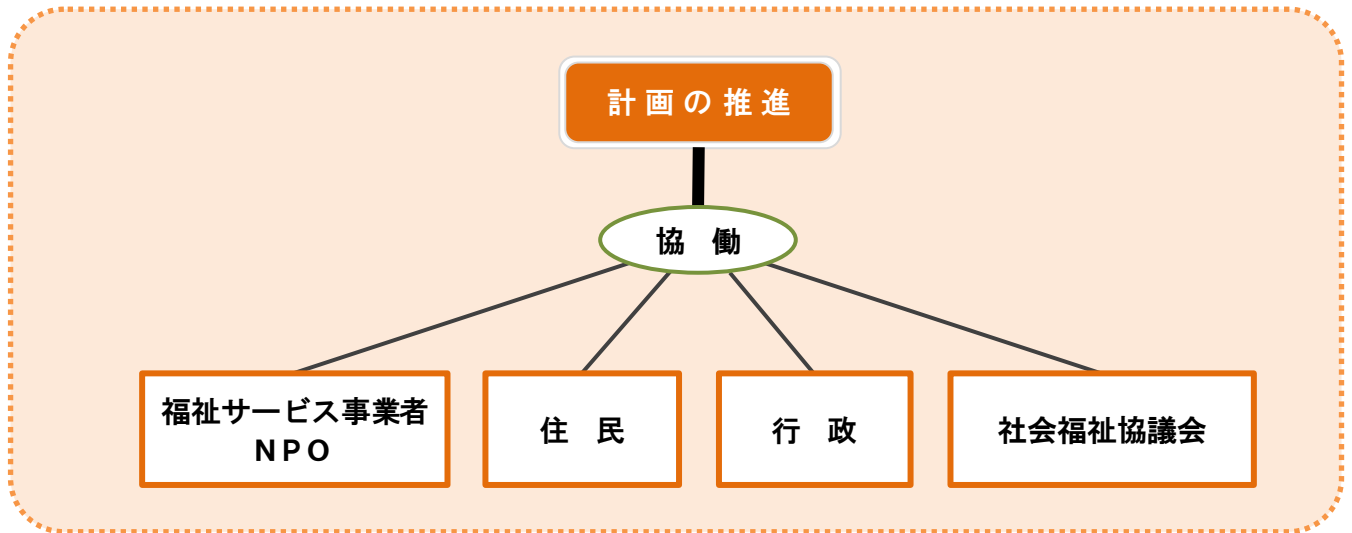 計画の推進
協　働
福祉サービス事業者
ＮＰＯ
住　民
行　政
社会福祉協議会